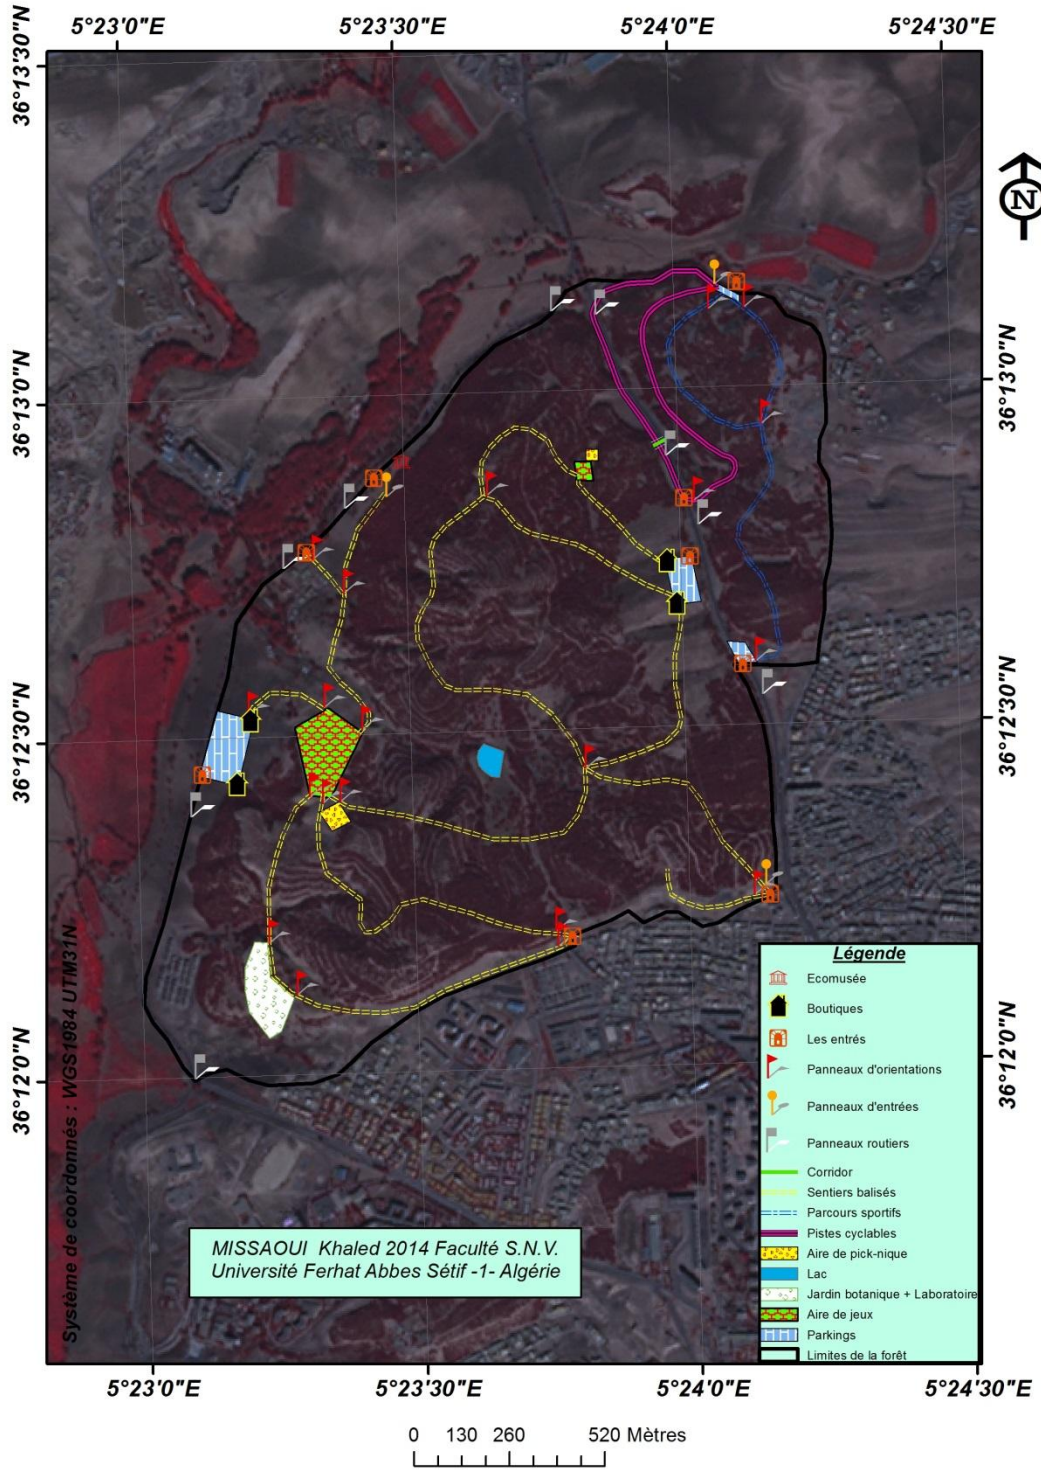 5°23'0"E 5°23'30"E 5°24'0"E 5°24'30"E
36°13'30"N
N
36°13'0"N
36°13'0"N
36°12'30"N
36°12'30"N
36°12'0"N
36°12'0"N
Système de coordonnés : WGS1984 UTM31N
Légende
Ecomusée
Boutiques
Les entrés
Panneaux d'orientations
Panneaux d'entrées
Panneaux routiers
Corridor
Sentiers balisés
Parcours sportifs
Pistes cyclables
Aire de pick-nique
Lac
Jardin botanique + Laboratoire
Aire de jeux
Parkings
Limites de la forêt
MISSAOUI Khaled 2014 Faculté S.N.V.
Université Ferhat Abbes Sétif -1- Algérie
5°23'0"E 5°23'30"E 5°24'0"E 5°24'30"E
0 130 260 520 Mètres